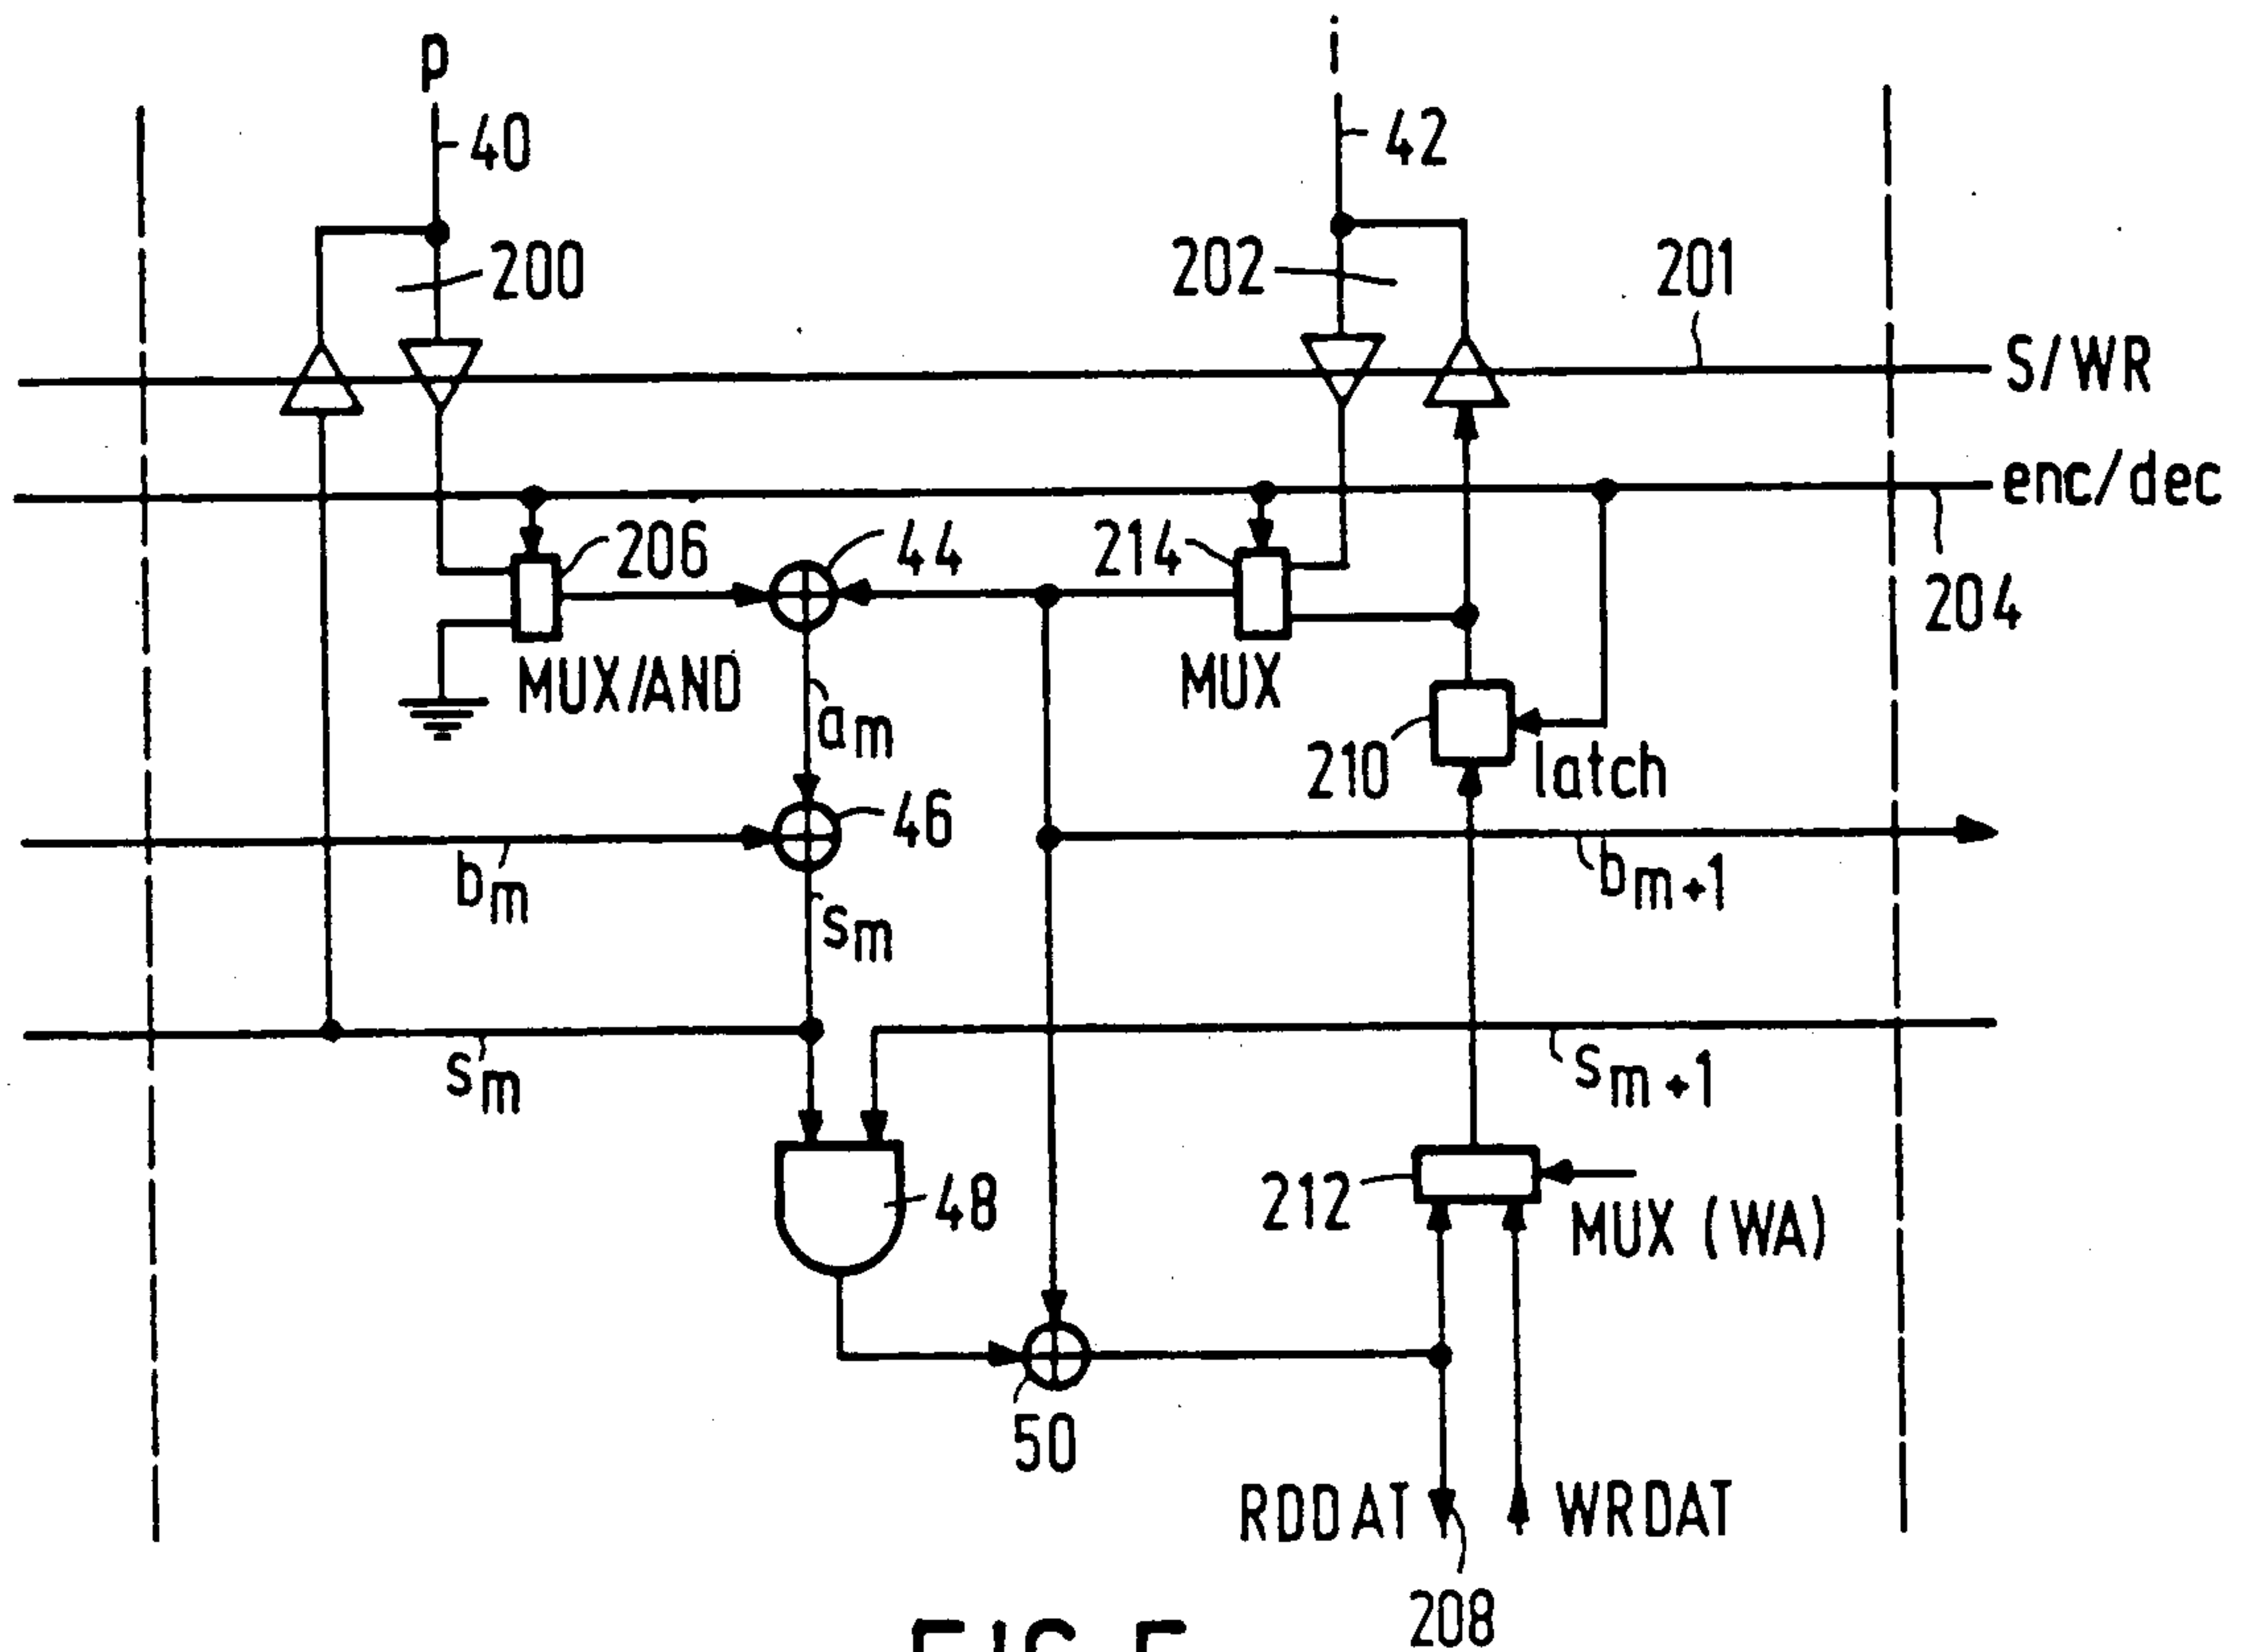 p
i
40
42
200
202
201
S/WR
enc/dec
206
44
214
204
MUX/AND
MUX
am
210
latch
46
bm
bm+1
sm
sm
sm+1
48
212
MUX (WA)
50
RDDAT
WRDAT
208